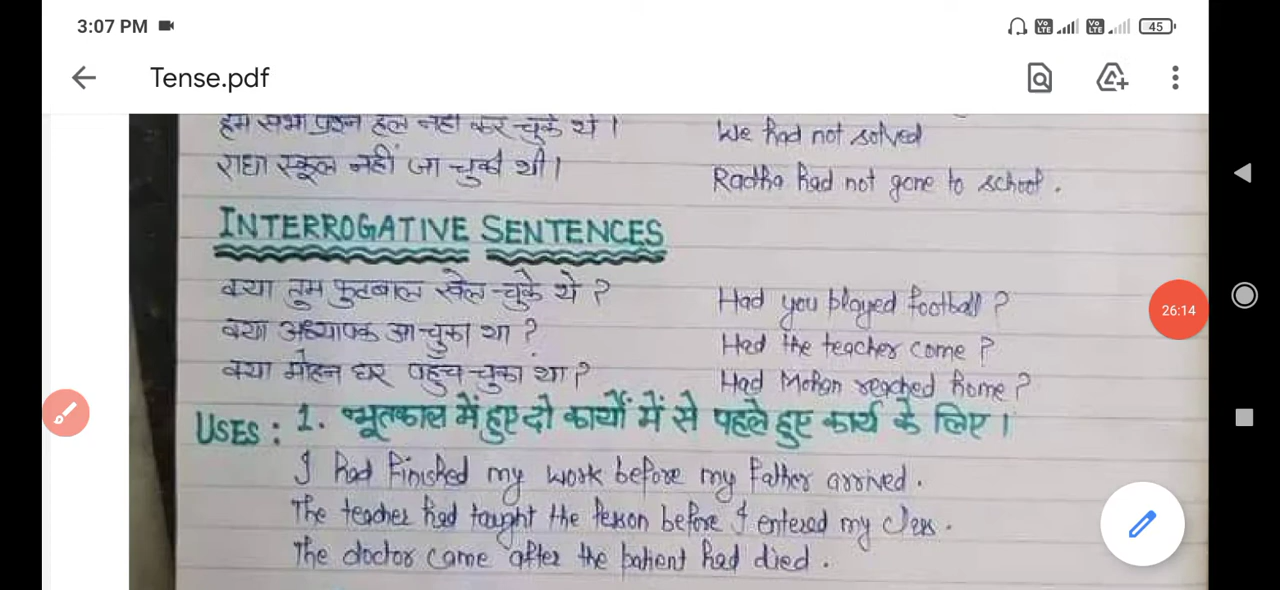 3:07 PM
45
Tense.pdf
हम सभी प्रश्न हल नहीं कर चुके थे। We had not solved
राधा स्कूल नहीं जा चुकी थी। Radha had not gone to school.
INTERROGATIVE SENTENCES
क्या तुम फुटबाल खेल चुके थे? Had you played football?
क्या अध्यापक आ चुका था? Had the teacher come?
क्या मोहन घर पहुँच चुका था? Had Mohan reached home?
26:14
USES: 1. भूतकाल में हुए दो कार्यों में से पहले हुए कार्य के लिए।
I had finished my work before my father arrived.
The teacher had taught the lesson before I entered my class.
The doctor came after the patient had died.